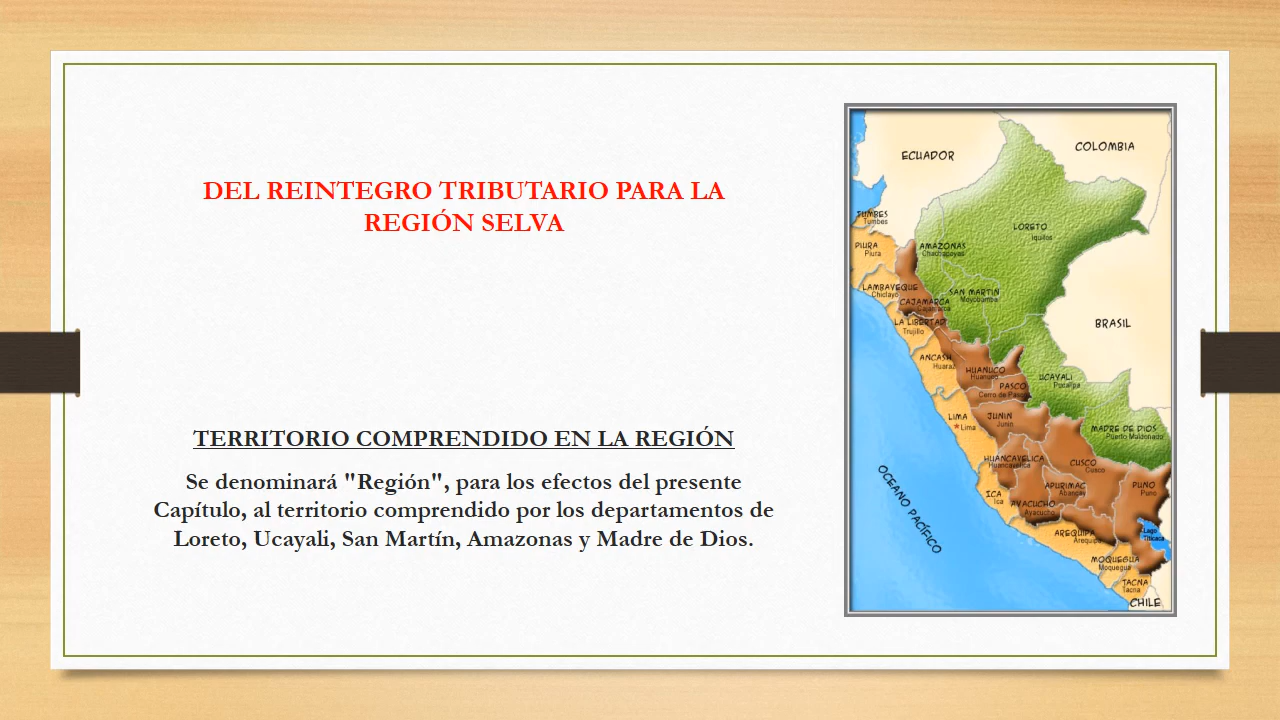 DEL REINTEGRO TRIBUTARIO PARA LA
REGIÓN SELVA
TERRITORIO COMPRENDIDO EN LA REGIÓN
Se denominará "Región", para los efectos del presente
Capítulo, al territorio comprendido por los departamentos de
Loreto, Ucayali, San Martín, Amazonas y Madre de Dios.
ECUADOR
COLOMBIA
TUMBES
Tumbes
LORETO
Iquitos
PIURA
Piura
AMAZONAS
Chachapoyas
LAMBAYEQUE
Chiclayo
SAN MARTIN
Moyobamba
CAJAMARCA
Cajamarca
LA LIBERTAD
Trujillo
BRASIL
ANCASH
Huaraz
HUANUCO
Huanuco
UCAYALI
Pucallpa
PASCO
Cerro de Pasco
LIMA
Lima
JUNIN
Junin
MADRE DE DIOS
Puerto Maldonado
HUANCAVELICA
Huancavelica
CUSCO
Cusco
OCEANO PACÍFICO
ICA
Ica
APURIMAC
Abancay
PUNO
Puno
AYACUCHO
Ayacucho
AREQUIPA
Arequipa
Lago
Titicaca
MOQUEGUA
Moquegua
TACNA
Tacna
CHILE